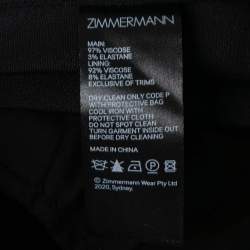 ZIMMERMANN
MAIN:
97% VISCOSE
3% ELASTANE
LINING:
92% VISCOSE
8% ELASTANE
EXCLUSIVE OF TRIMS
DRY CLEAN ONLY CODE P
WITH PROTECTIVE BAG
COOL IRON WITH
PROTECTIVE CLOTH
DO NOT TUMBLE DRY
TURN GARMENT INSIDE OUT
BEFORE DRY CLEANING
MADE IN CHINA
P
© Zimmermann Wear Pty Ltd
2020, Sydney.